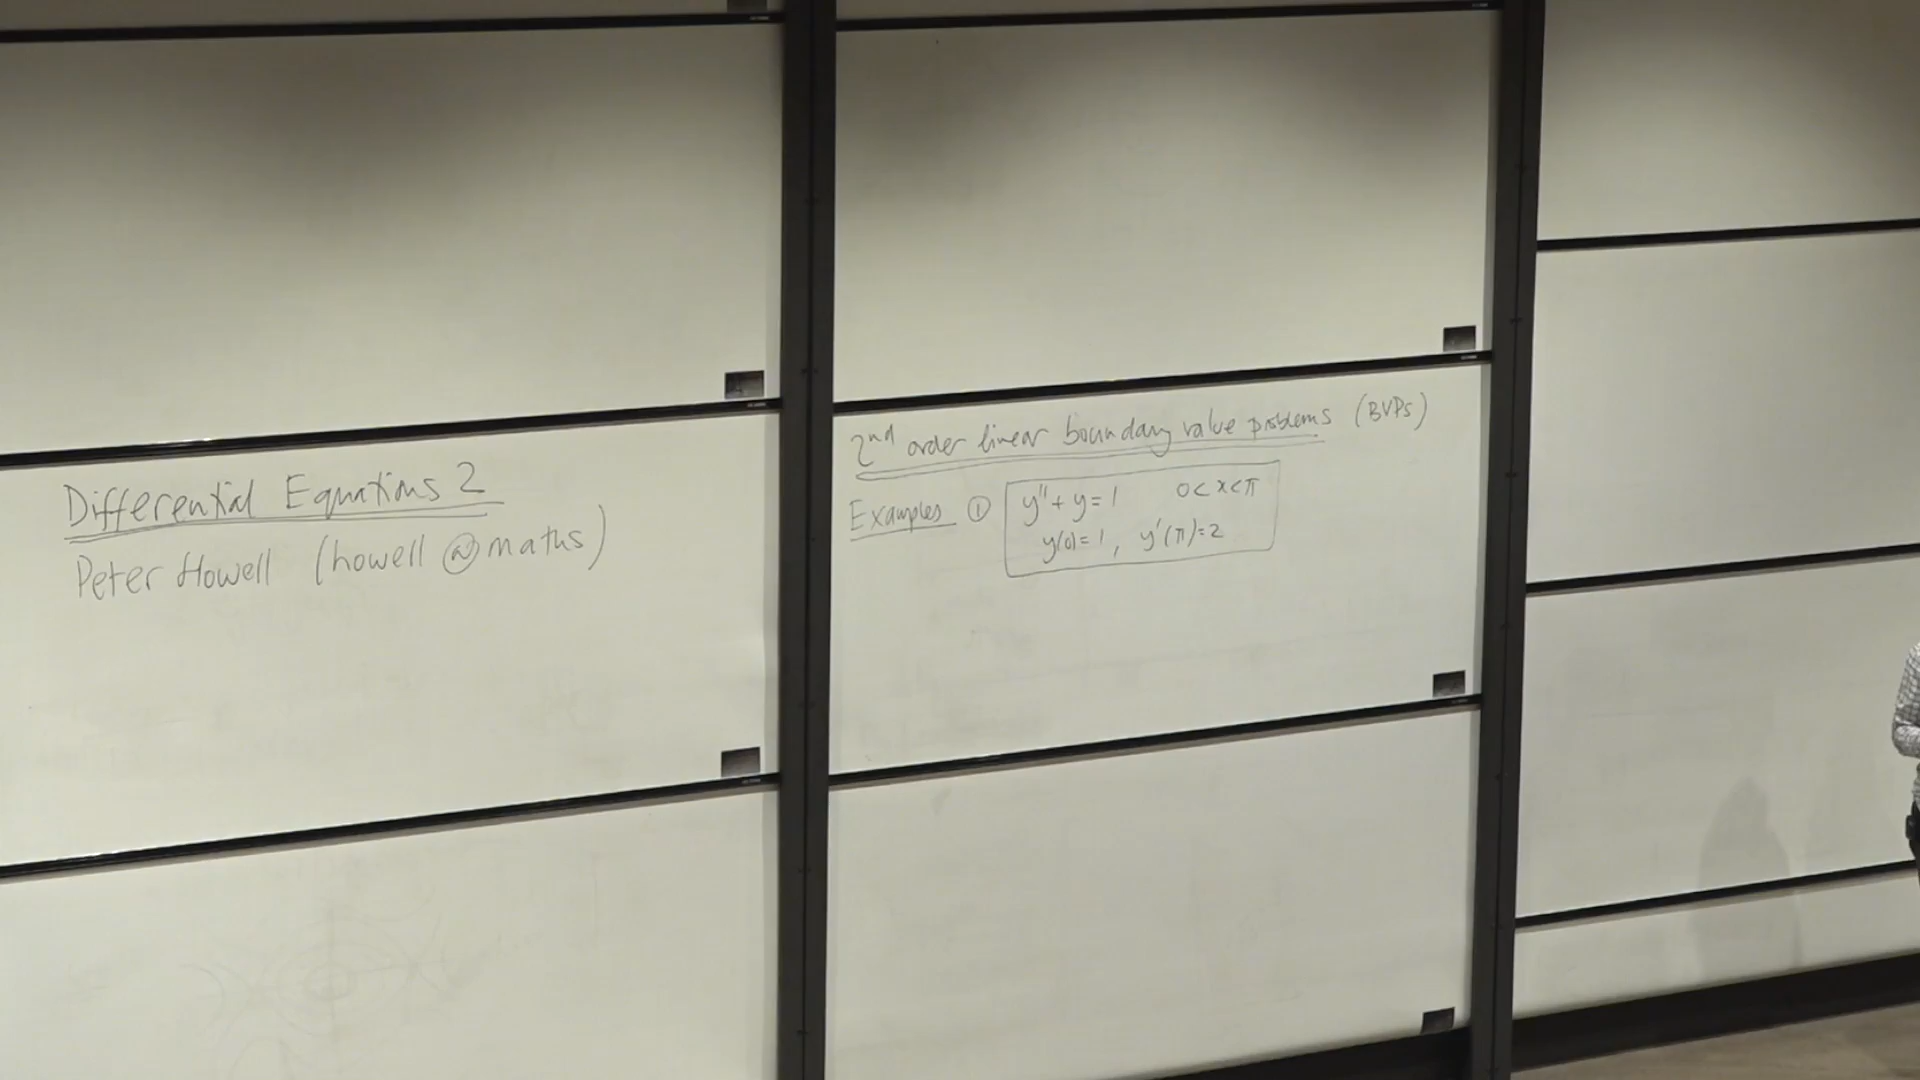 Differential Equations 2
Peter Howell (howell @maths)
2nd order linear boundary value problems (BVPs)
Examples ① y'' + y = 1 0 < x < π
y(0) = 1, y'(π) = 2